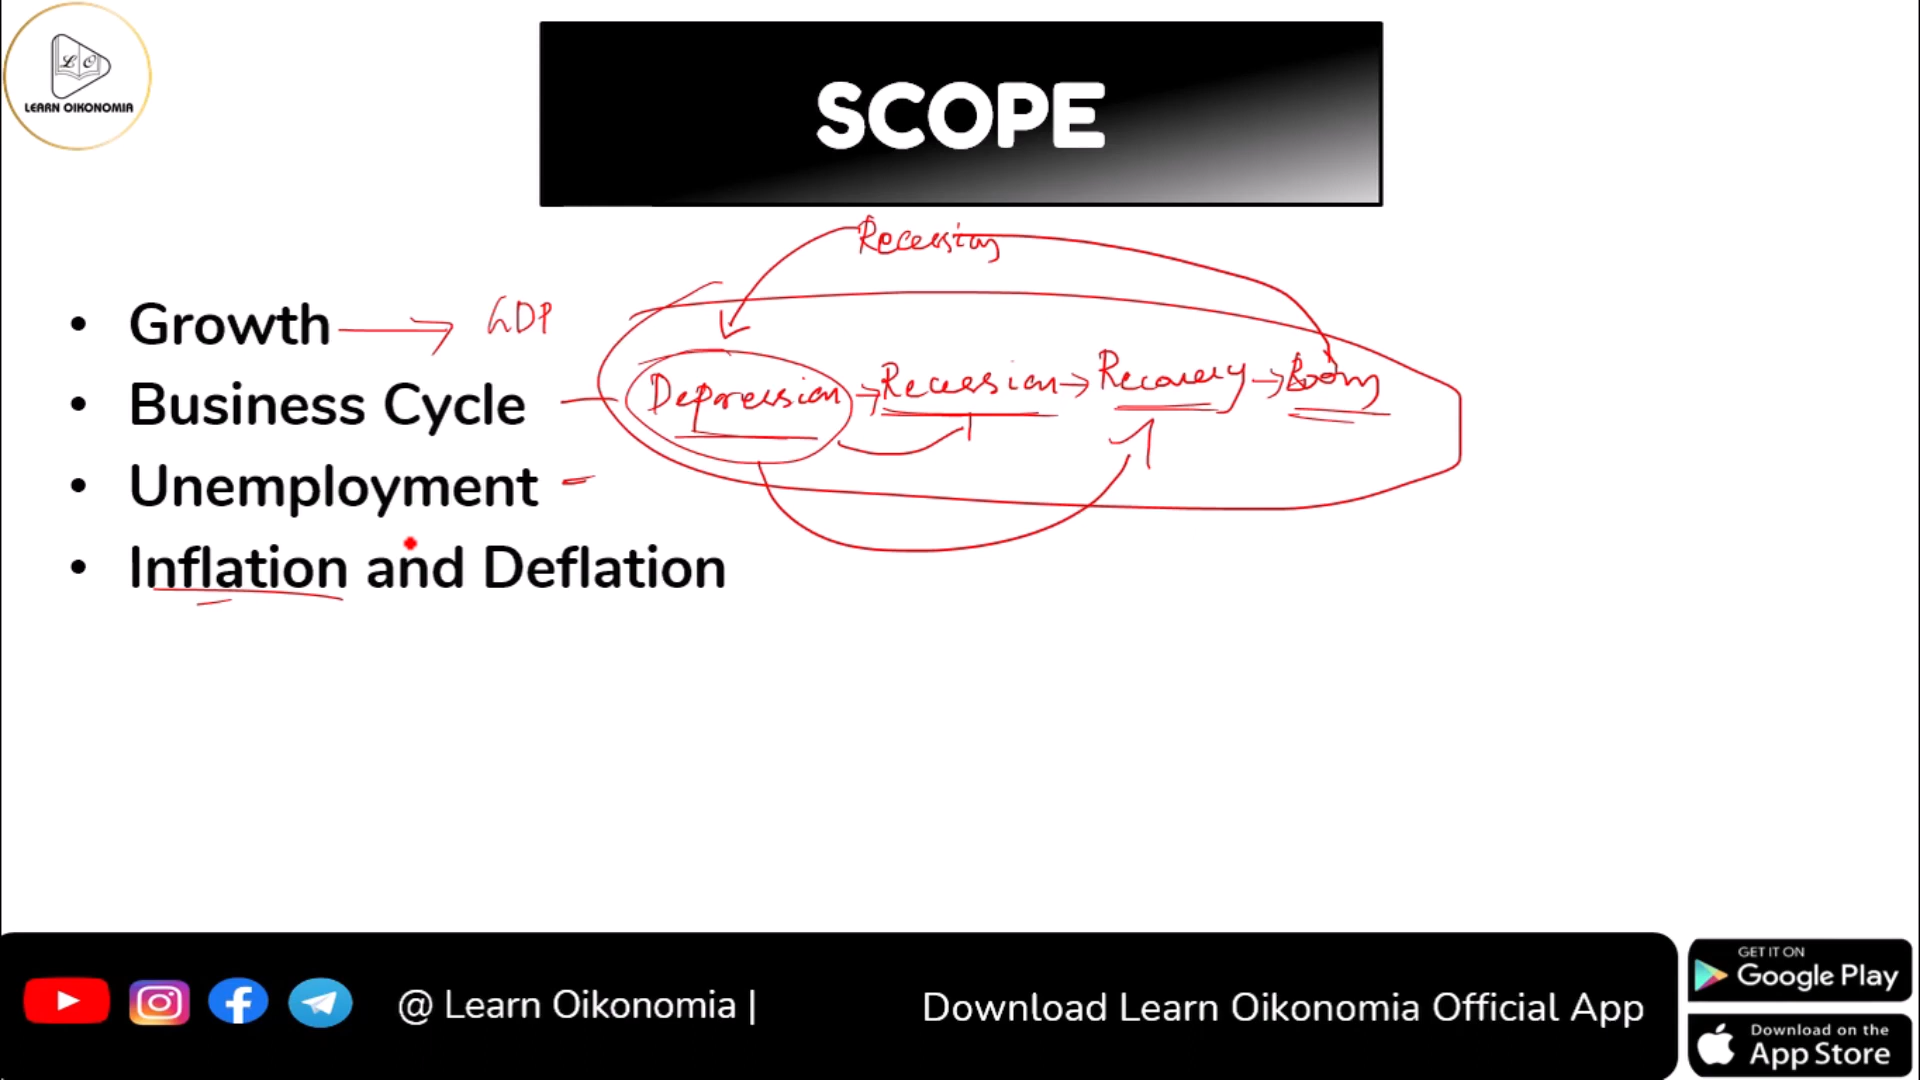 LO
LEARN OIKONOMIA
SCOPE
Recession
• Growth → GDP
• Business Cycle – Depression → Recession → Recovery → Boom
• Unemployment -
• Inflation and Deflation
@ Learn Oikonomia |
Download Learn Oikonomia Official App
GET IT ON
Google Play
Download on the
App Store